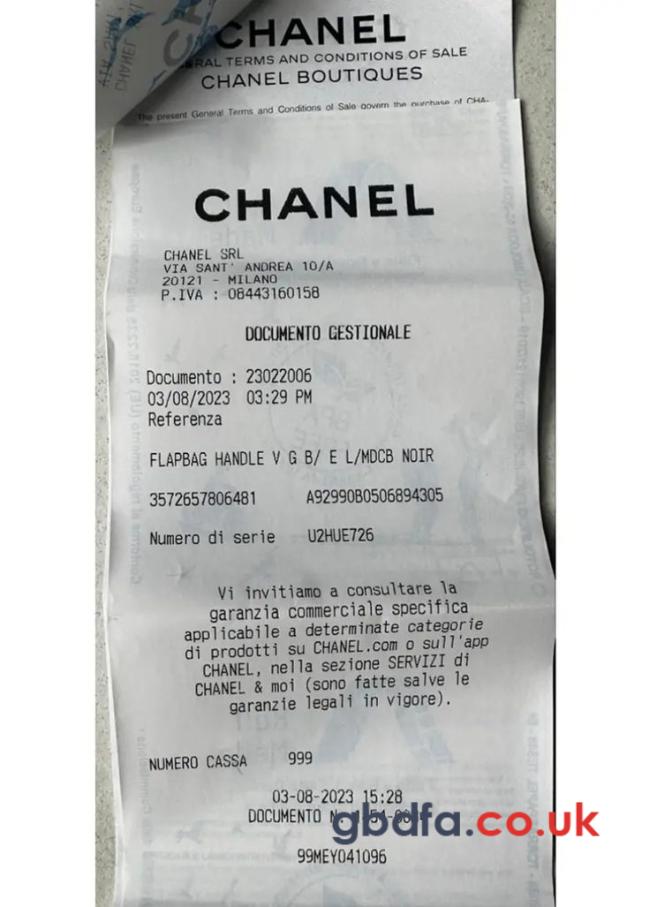 CHANEL
GENERAL TERMS AND CONDITIONS OF SALE
CHANEL BOUTIQUES
The present General Terms and Conditions of Sale govern the purchase of CHA-
CHANEL
CHANEL SRL
VIA SANT' ANDREA 10/A
20121 - MILANO
P.IVA : 08443160158
DOCUMENTO GESTIONALE
Documento : 23022006
03/08/2023 03:29 PM
Referenza
FLAPBAG HANDLE V G B/ E L/MDCB NOIR
3572657806481 A92990B0506894305
Numero di serie U2HUE726
Vi invitiamo a consultare la
garanzia commerciale specifica
applicabile a determinate categorie
di prodotti su CHANEL.com o sull'app
CHANEL, nella sezione SERVIZI di
CHANEL & moi (sono fatte salve le
garanzie legali in vigore).
NUMERO CASSA 999
03-08-2023 15:28
DOCUMENTO N.
gbdfa.co.uk
99MEY041096